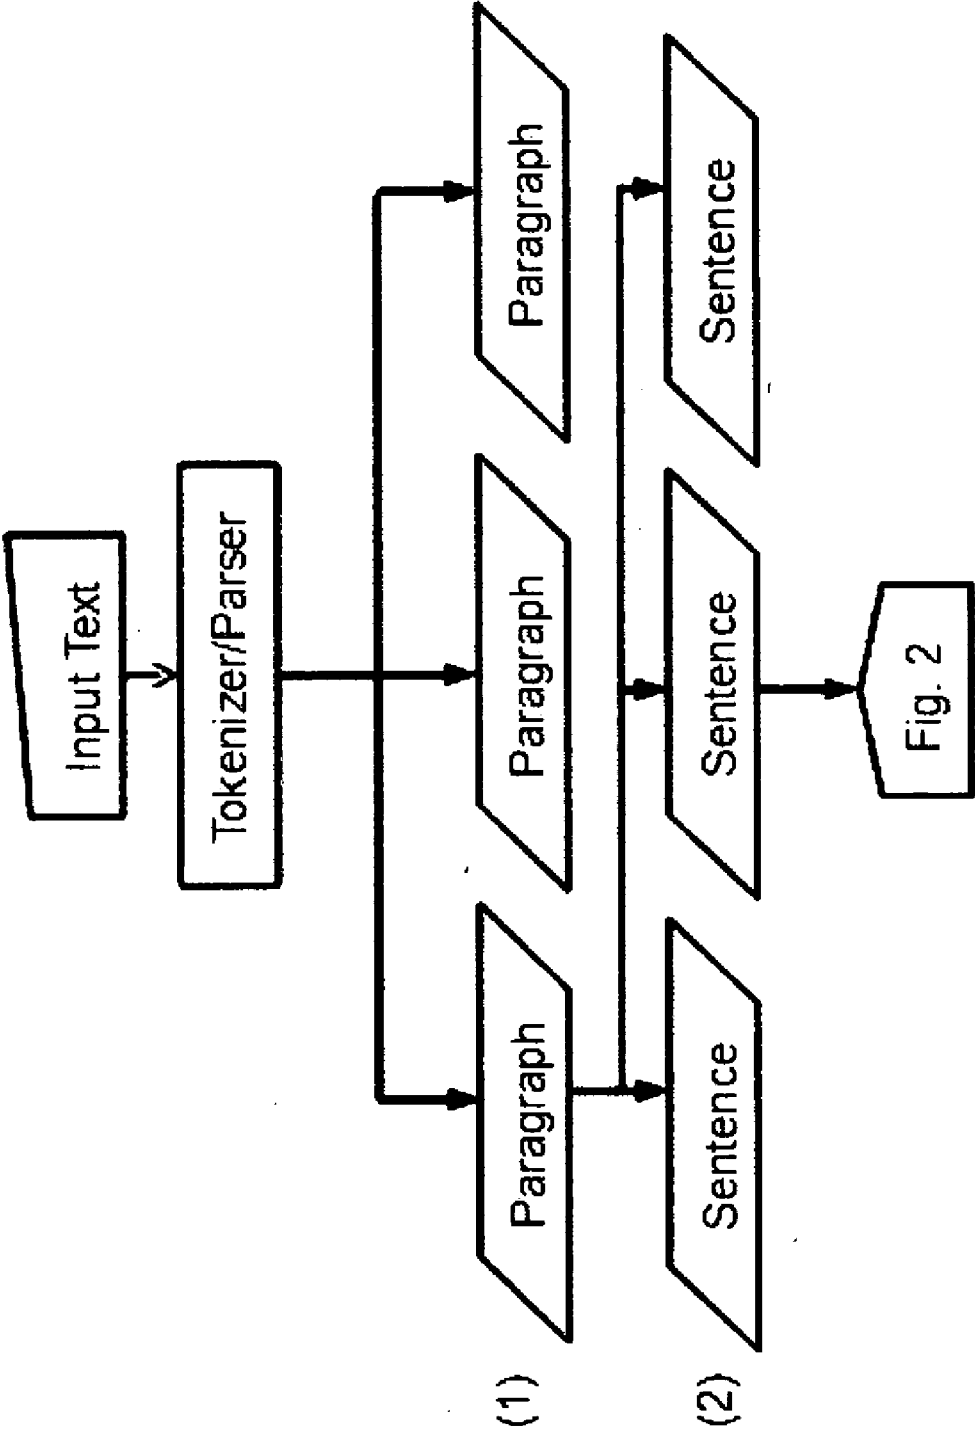 Input Text
Tokenizer/Parser
(1)
Paragraph
Paragraph
Paragraph
(2)
Sentence
Sentence
Sentence
Fig. 2